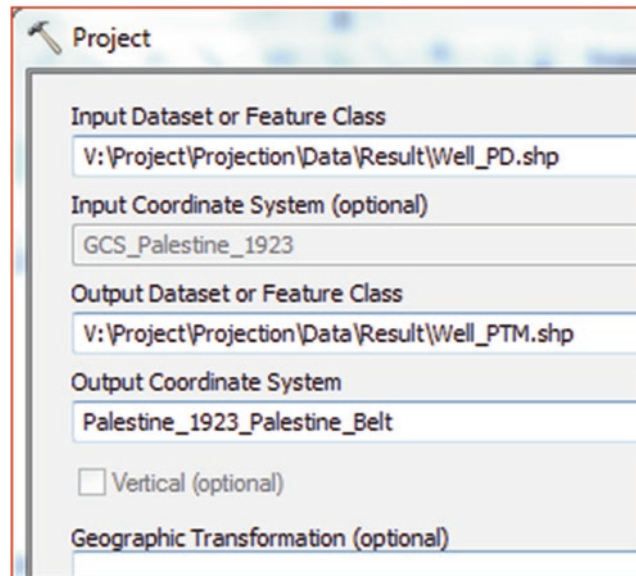 Project
Input Dataset or Feature Class
V:\Project\Projection\Data\Result\Well_PD.shp
Input Coordinate System (optional)
GCS_Palestine_1923
Output Dataset or Feature Class
V:\Project\Projection\Data\Result\Well_PTM.shp
Output Coordinate System
Palestine_1923_Palestine_Belt
Vertical (optional)
Geographic Transformation (optional)